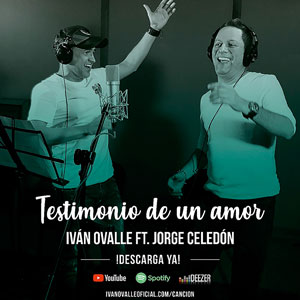 Testimonio de un amor
IVÁN OVALLE FT. JORGE CELEDÓN
!DESCARGA YA!
YouTube Spotify DEEZER
IVANOVALLEOFICIAL.COM/CANCION